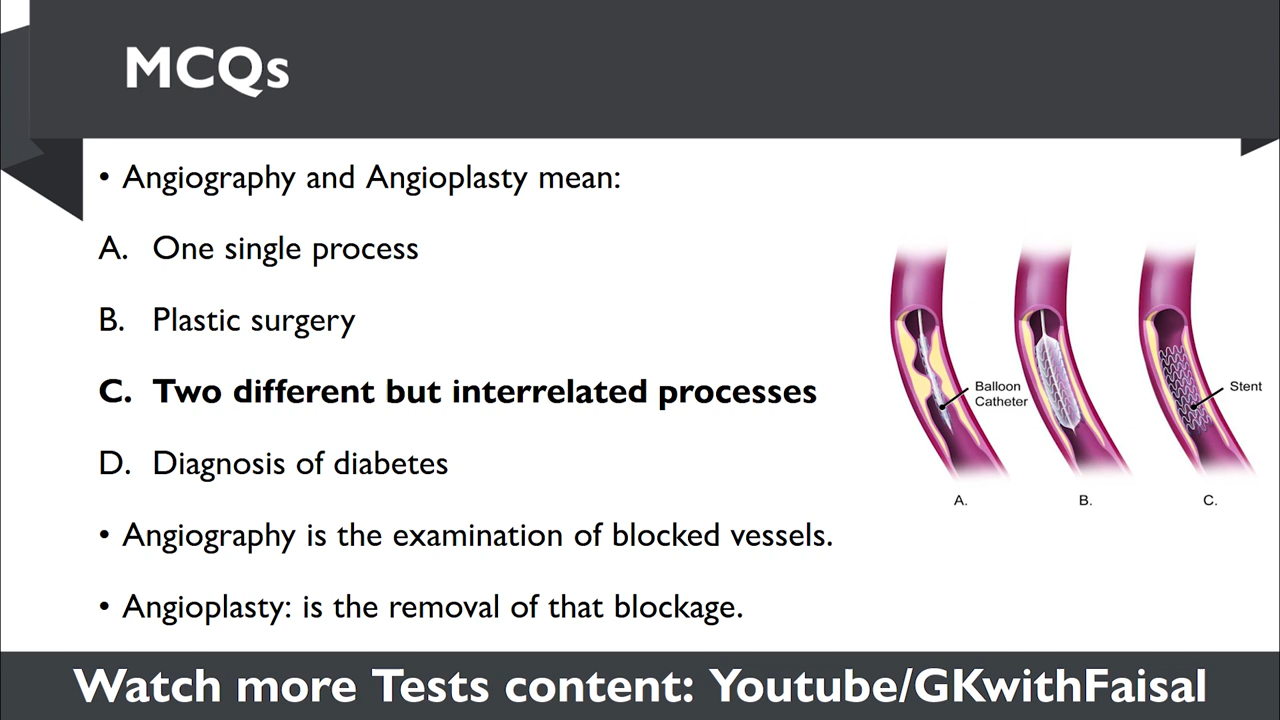 MCQs
• Angiography and Angioplasty mean:
A. One single process
B. Plastic surgery
C. Two different but interrelated processes
D. Diagnosis of diabetes
• Angiography is the examination of blocked vessels.
• Angioplasty: is the removal of that blockage.
Balloon
Catheter
Stent
A.
B.
C.
Watch more Tests content: Youtube/GKwithFaisal